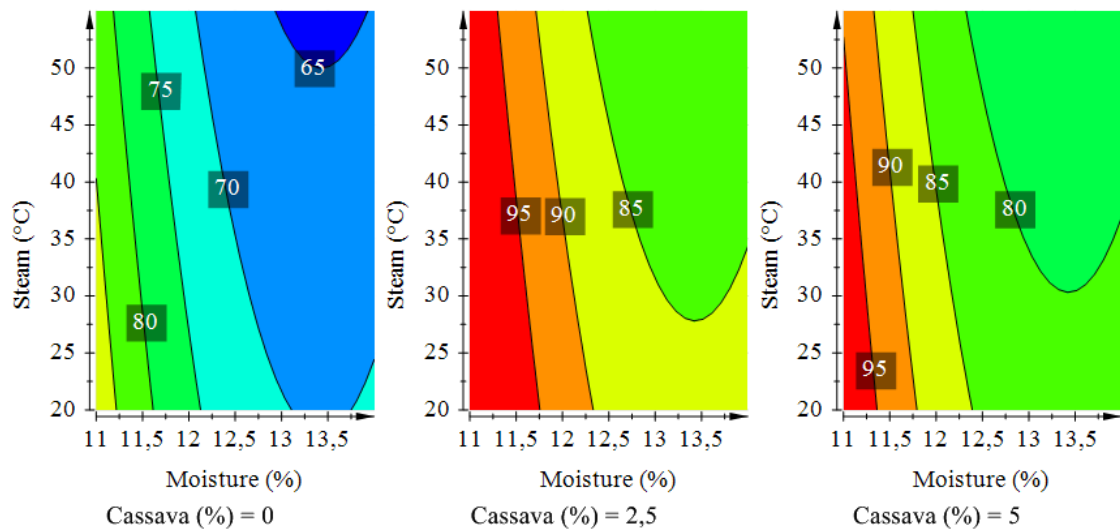 65
75
70
80
50
45
40
35
30
25
20
Steam (°C)
11 11,5 12 12,5 13 13,5
Moisture (%)
Cassava (%) = 0
95 90 85
50
45
40
35
30
25
20
Steam (°C)
11 11,5 12 12,5 13 13,5
Moisture (%)
Cassava (%) = 2,5
90
85
80
95
50
45
40
35
30
25
20
Steam (°C)
11 11,5 12 12,5 13 13,5
Moisture (%)
Cassava (%) = 5